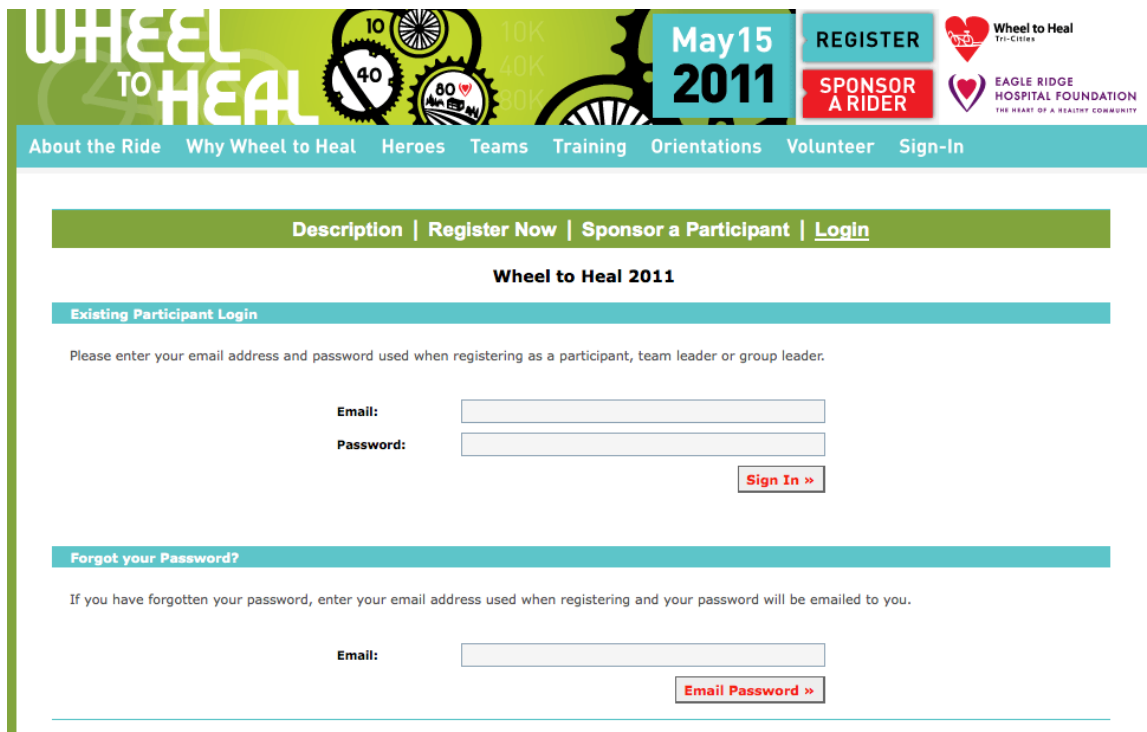 WHEEL
TO HEAL
10
40
80
10K
40K
80K
May15
2011
REGISTER
SPONSOR
A RIDER
Wheel to Heal
Tri-Cities
EAGLE RIDGE
HOSPITAL FOUNDATION
THE HEART OF A HEALTHY COMMUNITY
About the Ride Why Wheel to Heal Heroes Teams Training Orientations Volunteer Sign-In
Description | Register Now | Sponsor a Participant | Login
Wheel to Heal 2011
Existing Participant Login
Please enter your email address and password used when registering as a participant, team leader or group leader.
Email:
Password:
Sign In »
Forgot your Password?
If you have forgotten your password, enter your email address used when registering and your password will be emailed to you.
Email:
Email Password »